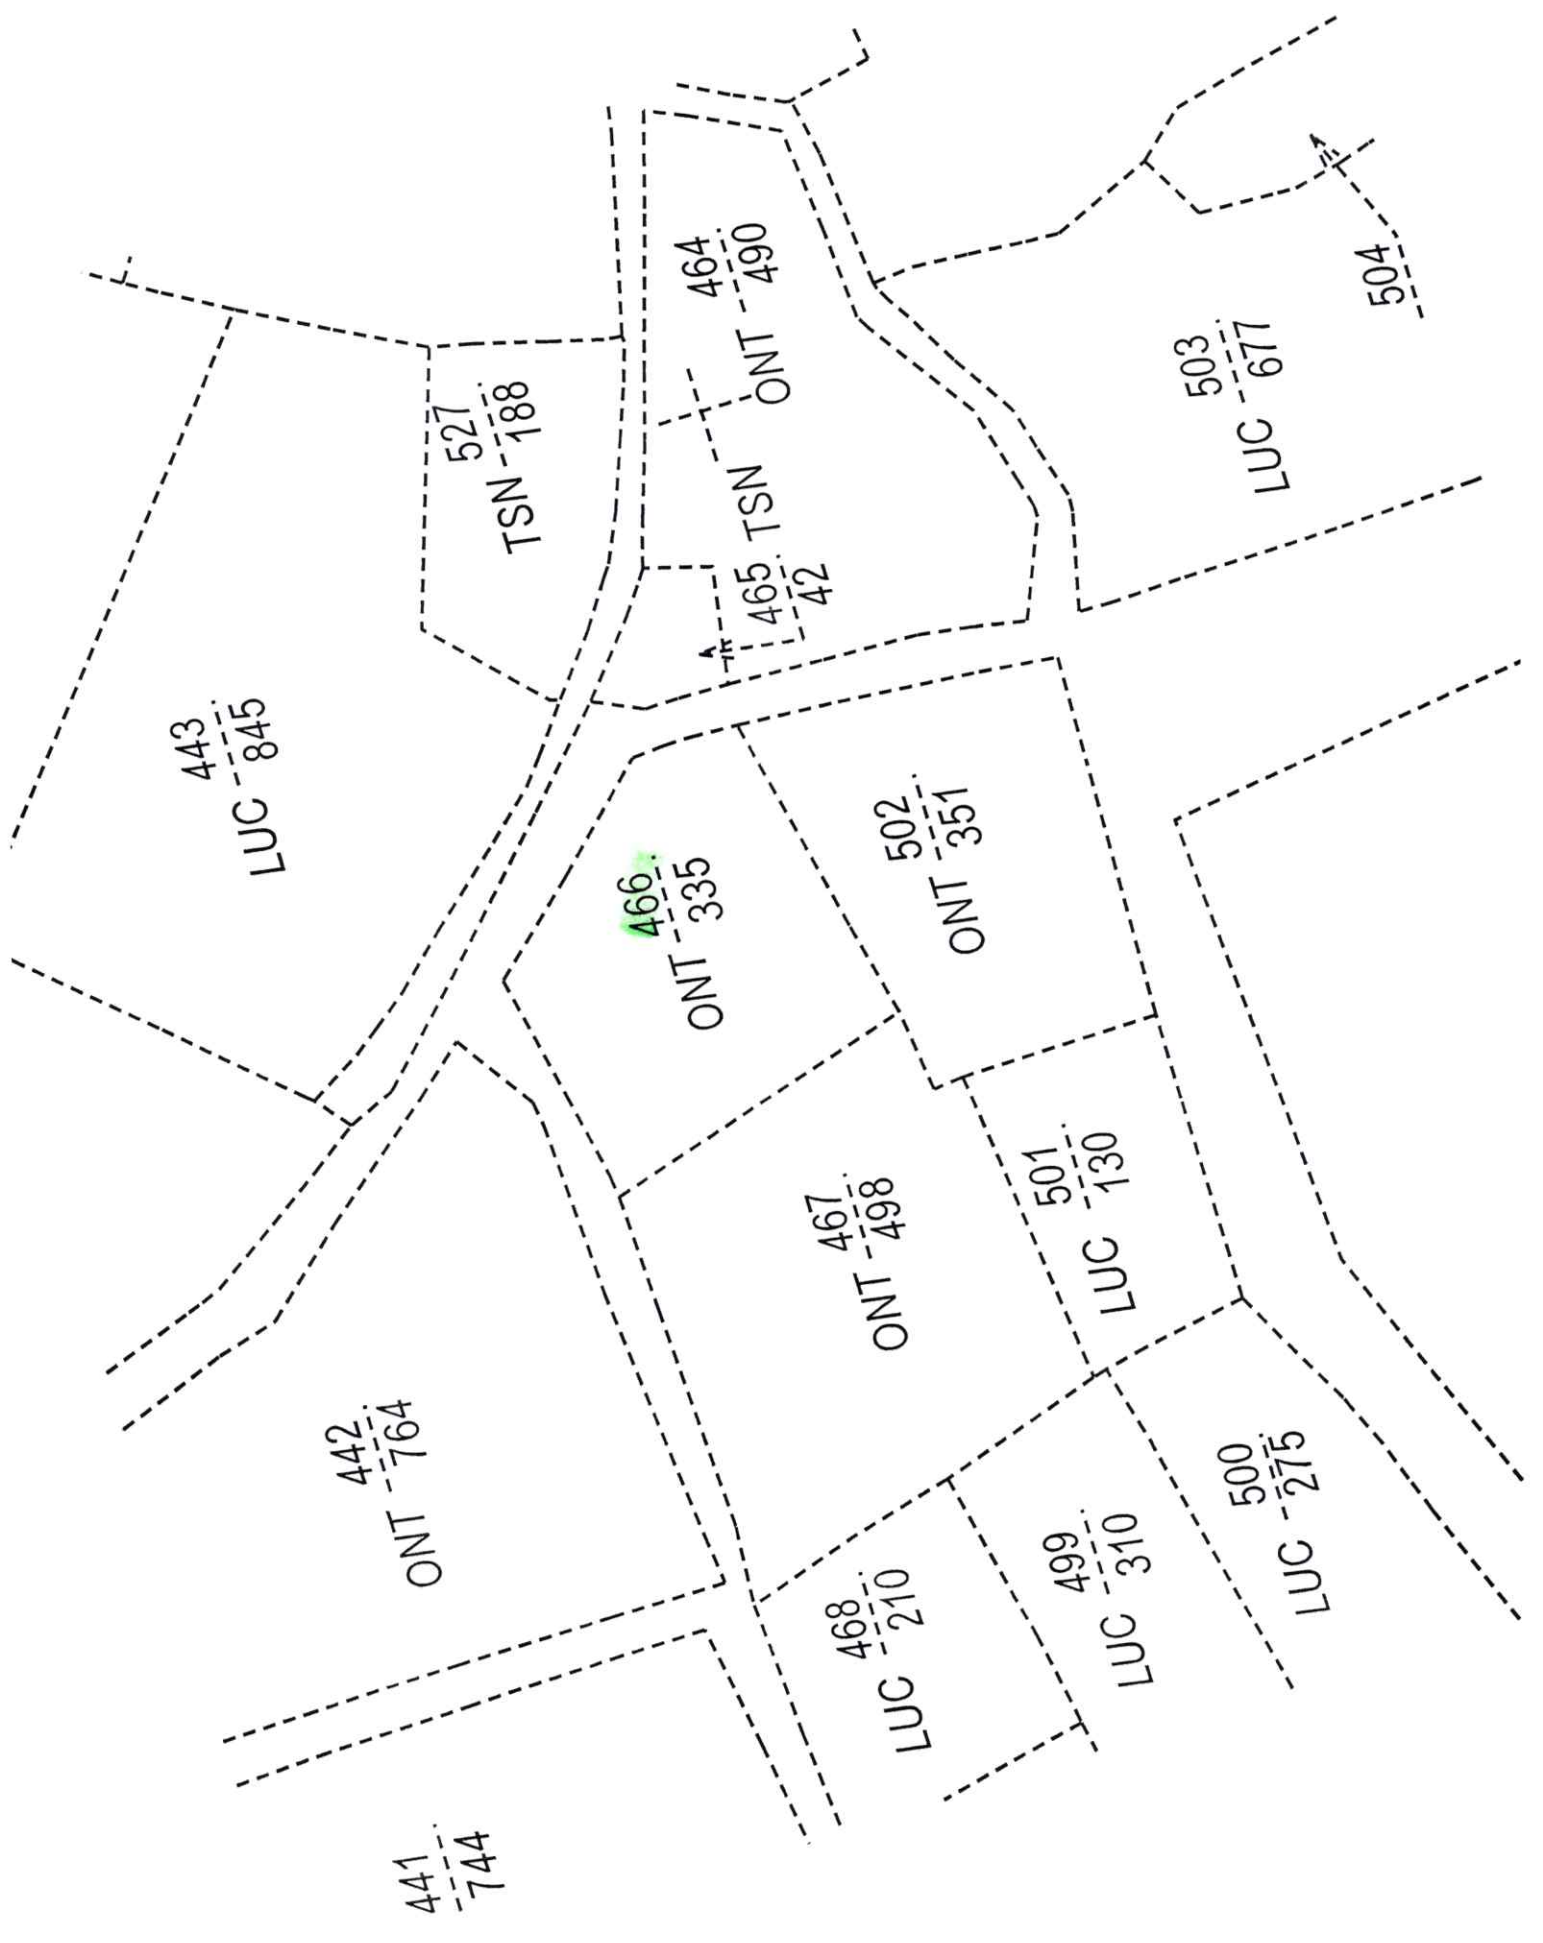 464
ONT 490
527
TSN 188
503
LUC 677
504
465
TSN 42
443
LUC 845
466
ONT 335
502
ONT 351
467
ONT 498
501
LUC 130
442
ONT 764
500
LUC 275
499
LUC 310
468
LUC 210
441
744